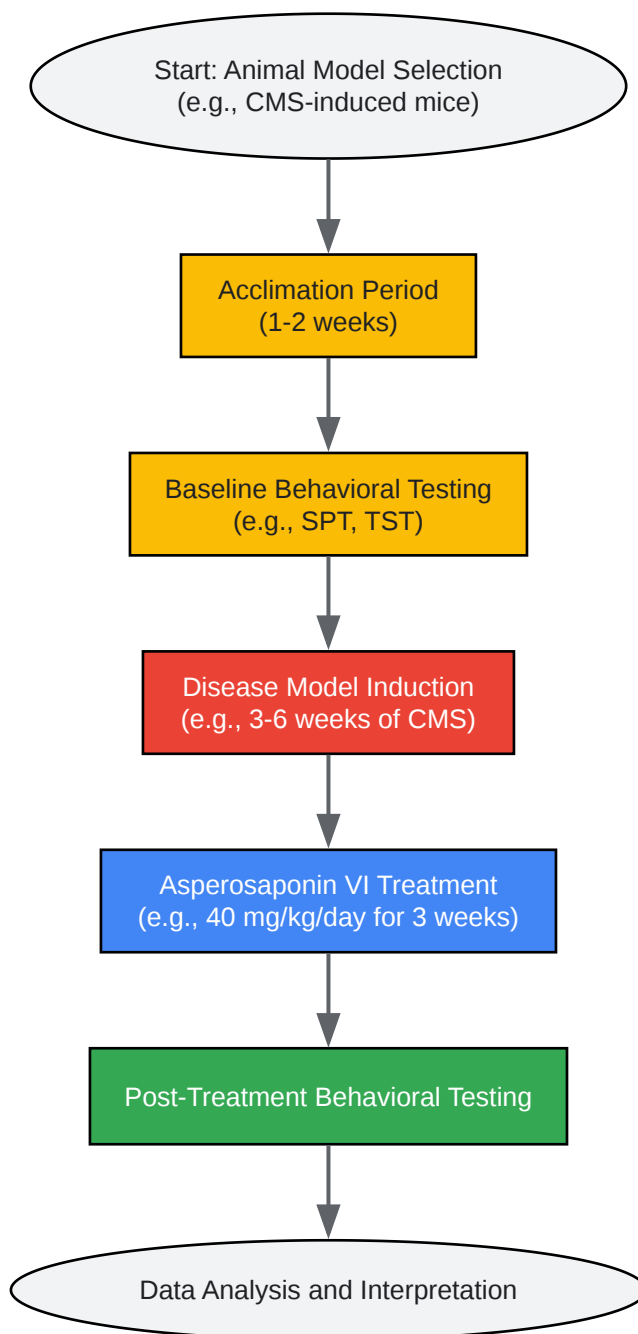 Start: Animal Model Selection
(e.g., CMS-induced mice)
Acclimation Period
(1-2 weeks)
Baseline Behavioral Testing
(e.g., SPT, TST)
Disease Model Induction
(e.g., 3-6 weeks of CMS)
Asperosaponin VI Treatment
(e.g., 40 mg/kg/day for 3 weeks)
Post-Treatment Behavioral Testing
Data Analysis and Interpretation